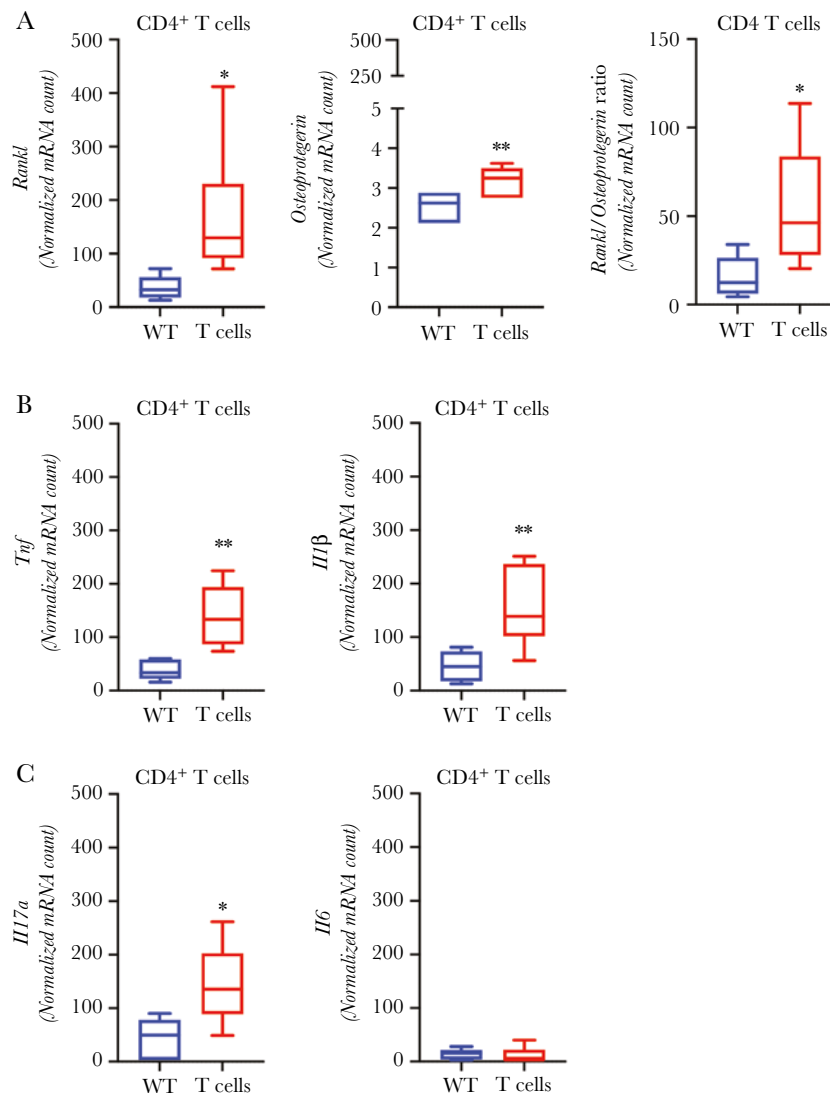 A
CD4⁺ T cells
Rankl
(Normalized mRNA count)
500
400
300
200
100
0
*
WT
T cells
CD4⁺ T cells
Osteoprotegerin
(Normalized mRNA count)
500
250
5
4
3
2
1
0
**
WT
T cells
CD4 T cells
Rankl/Osteoprotegerin ratio
(Normalized mRNA count)
150
100
50
0
*
WT
T cells
B
CD4⁺ T cells
Tnf
(Normalized mRNA count)
500
400
300
200
100
0
**
WT
T cells
CD4⁺ T cells
Il1β
(Normalized mRNA count)
500
400
300
200
100
0
**
WT
T cells
C
CD4⁺ T cells
Il17a
(Normalized mRNA count)
500
400
300
200
100
0
*
WT
T cells
CD4⁺ T cells
Il6
(Normalized mRNA count)
500
400
300
200
100
0
WT
T cells